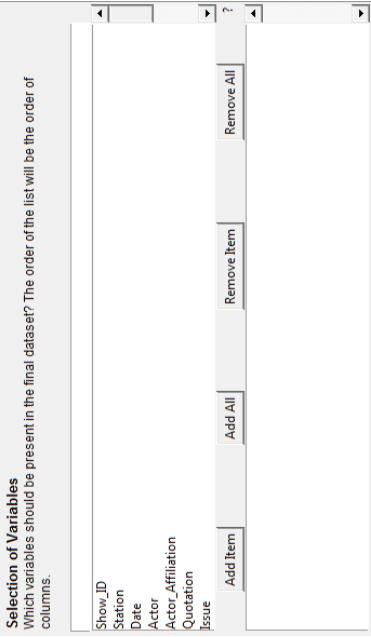 Selection of Variables
Which variables should be present in the final dataset? The order of the list will be the order of
columns.
Show_ID
Station
Date
Actor
Actor_Affiliation
Quotation
Issue
Add Item Add All Remove Item Remove All ?